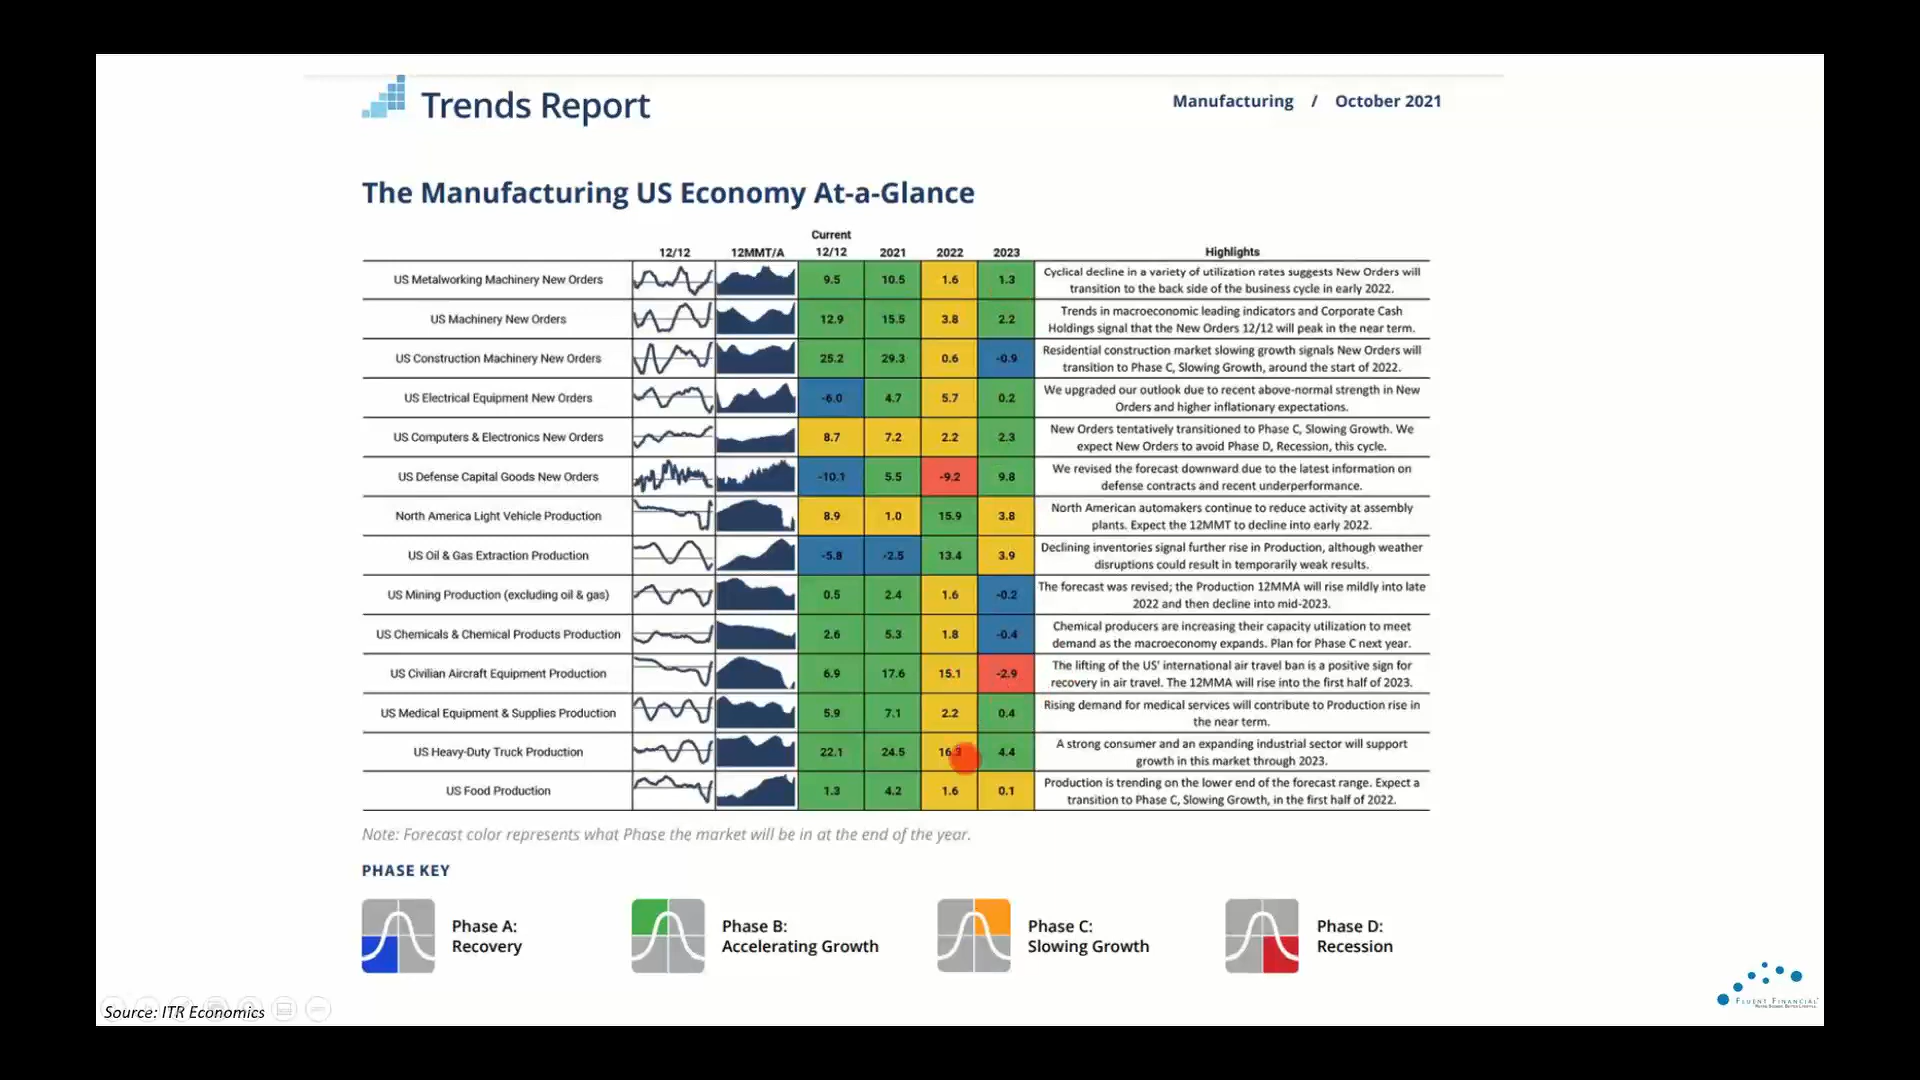 Trends Report
Manufacturing / October 2021
The Manufacturing US Economy At-a-Glance
Current
12/12 12MMT/A 12/12 2021 2022 2023 Highlights
US Metalworking Machinery New Orders 9.5 10.5 1.6 1.3 Cyclical decline in a variety of utilization rates suggests New Orders will
transition to the back side of the business cycle in early 2022.
US Machinery New Orders 12.9 15.5 3.8 2.2 Trends in macroeconomic leading indicators and Corporate Cash
Holdings signal that the New Orders 12/12 will peak in the near term.
US Construction Machinery New Orders 25.2 29.3 0.6 -0.9 Residential construction market slowing growth signals New Orders will
transition to Phase C, Slowing Growth, around the start of 2022.
US Electrical Equipment New Orders -6.0 4.7 5.7 0.2 We upgraded our outlook due to recent above-normal strength in New
Orders and higher inflationary expectations.
US Computers & Electronics New Orders 8.7 7.2 2.2 2.3 New Orders tentatively transitioned to Phase C, Slowing Growth. We
expect New Orders to avoid Phase D, Recession, this cycle.
US Defense Capital Goods New Orders -10.1 5.5 -9.2 9.8 We revised the forecast downward due to the latest information on
defense contracts and recent underperformance.
North America Light Vehicle Production 8.9 1.0 15.9 3.8 North American automakers continue to reduce activity at assembly
plants. Expect the 12MMT to decline into early 2022.
US Oil & Gas Extraction Production -5.8 -2.5 13.4 3.9 Declining inventories signal further rise in Production, although weather
disruptions could result in temporarily weak results.
US Mining Production (excluding oil & gas) 0.5 2.4 1.6 -0.2 The forecast was revised; the Production 12MMA will rise mildly into late
2022 and then decline into mid-2023.
US Chemicals & Chemical Products Production 2.6 5.3 1.8 -0.4 Chemical producers are increasing their capacity utilization to meet
demand as the macroeconomy expands. Plan for Phase C next year.
US Civilian Aircraft Equipment Production 6.9 17.6 15.1 -2.9 The lifting of the US' international air travel ban is a positive sign for
recovery in air travel. The 12MMA will rise into the first half of 2023.
US Medical Equipment & Supplies Production 5.9 7.1 2.2 0.4 Rising demand for medical services will contribute to Production rise in
the near term.
US Heavy-Duty Truck Production 22.1 24.5 4.4 A strong consumer and an expanding industrial sector will support
growth in this market through 2023.
US Food Production 1.3 4.2 1.6 0.1 Production is trending on the lower end of the forecast range. Expect a
transition to Phase C, Slowing Growth, in the first half of 2022.
Note: Forecast color represents what Phase the market will be in at the end of the year.
PHASE KEY
Phase A:
Recovery
Phase B:
Accelerating Growth
Phase C:
Slowing Growth
Phase D:
Recession
Source: ITR Economics
FLUENT FINANCIAL